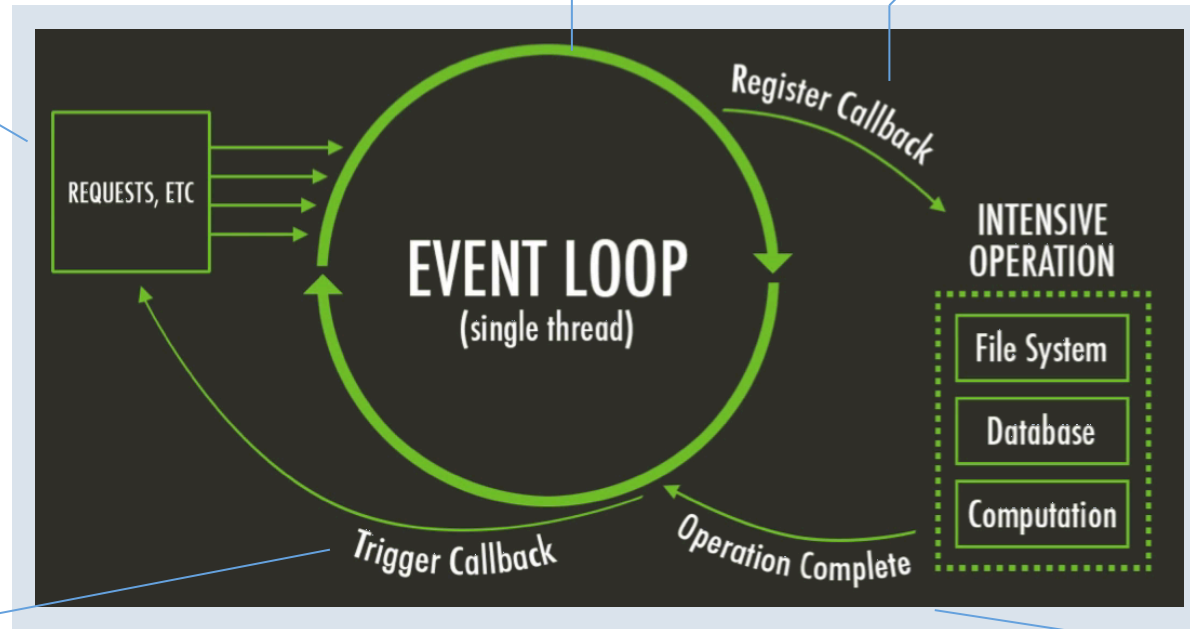 Register Callback
REQUESTS, ETC
INTENSIVE
OPERATION
EVENT LOOP
(single thread)
File System
Database
Computation
Trigger Callback
Operation Complete